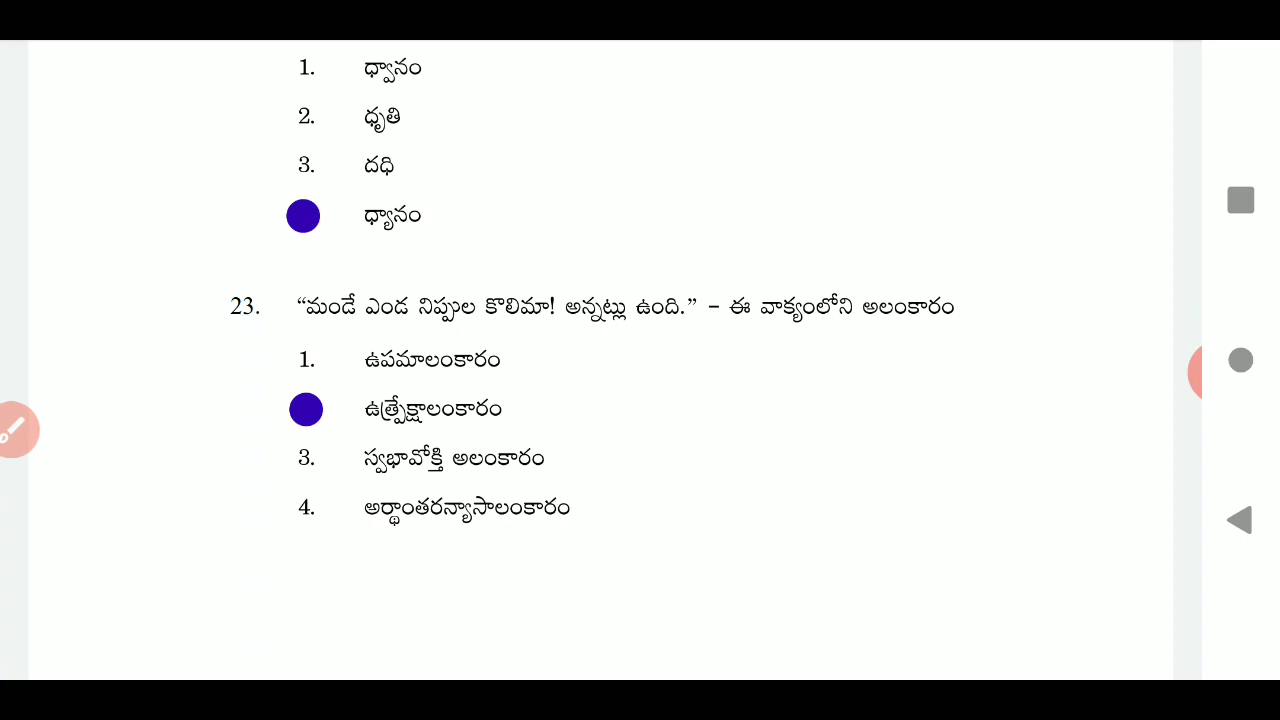 1. ధ్వానం
2. ధృతి
3. దధి
ధ్యానం
23. “మండే ఎండ నిప్పుల కొలిమా! అన్నట్లు ఉంది.” – ఈ వాక్యంలోని అలంకారం
1. ఉపమాలంకారం
ఉత్ప్రేక్షాలంకారం
3. స్వభావోక్తి అలంకారం
4. అర్థాంతరన్యాసాలంకారం